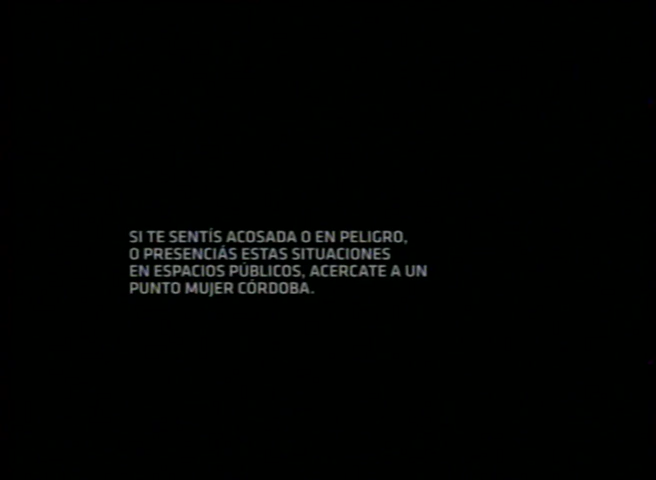 SI TE SENTÍS ACOSADA O EN PELIGRO,
O PRESENCIÁS ESTAS SITUACIONES
EN ESPACIOS PÚBLICOS, ACERCATE A UN
PUNTO MUJER CÓRDOBA.